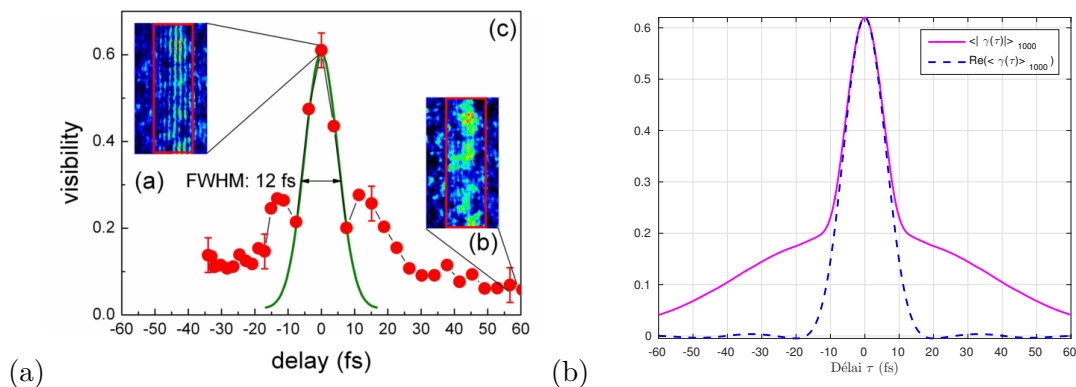 (c)
0.6
0.4
0.2
0.0
visibility
(a)
FWHM: 12 fs
(b)
-60 -50 -40 -30 -20 -10 0 10 20 30 40 50 60
delay (fs)
(a)
0.6
0.5
0.4
0.3
0.2
0.1
0
<| γ(τ)|> 1000
Re(< γ(τ)> 1000 )
-60 -50 -40 -30 -20 -10 0 10 20 30 40 50 60
Délai τ (fs)
(b)